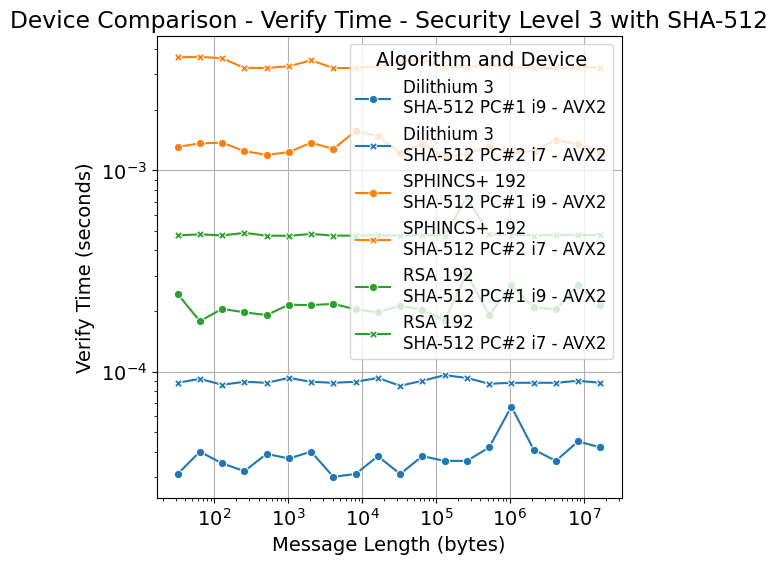 Device Comparison - Verify Time - Security Level 3 with SHA-512
Verify Time (seconds)
10^{-3}
10^{-4}
Algorithm and Device
Dilithium 3
SHA-512 PC#1 i9 - AVX2
Dilithium 3
SHA-512 PC#2 i7 - AVX2
SPHINCS+ 192
SHA-512 PC#1 i9 - AVX2
SPHINCS+ 192
SHA-512 PC#2 i7 - AVX2
RSA 192
SHA-512 PC#1 i9 - AVX2
RSA 192
SHA-512 PC#2 i7 - AVX2
10^2 10^3 10^4 10^5 10^6 10^7
Message Length (bytes)